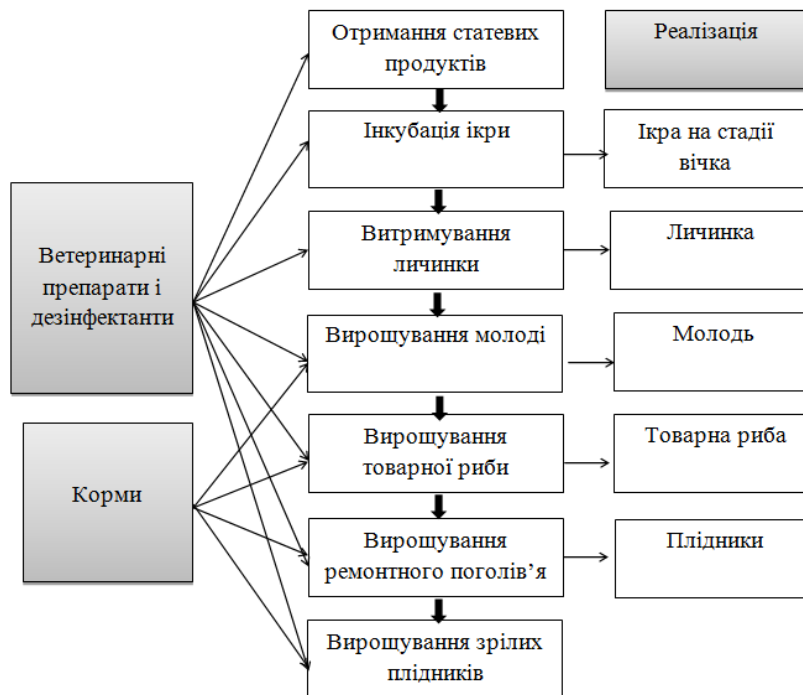 Отримання статевих
продуктів
Реалізація
Інкубація ікри
Ікра на стадії
вічка
Ветеринарні
препарати і
дезінфектанти
Витримування
личинки
Личинка
Вирощування молоді
Молодь
Корми
Вирощування
товарної риби
Товарна риба
Вирощування
ремонтного поголів’я
Плідники
Вирощування зрілих
плідників